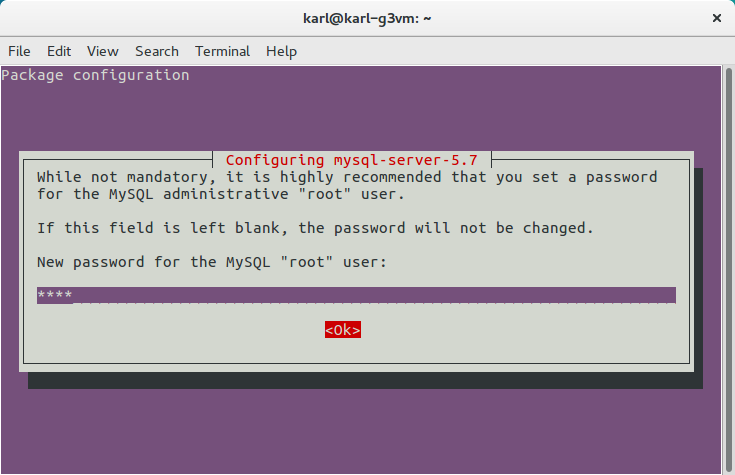 karl@karl-g3vm: ~
File Edit View Search Terminal Help
Package configuration
Configuring mysql-server-5.7
While not mandatory, it is highly recommended that you set a password
for the MySQL administrative "root" user.
If this field is left blank, the password will not be changed.
New password for the MySQL "root" user:
****
<Ok>